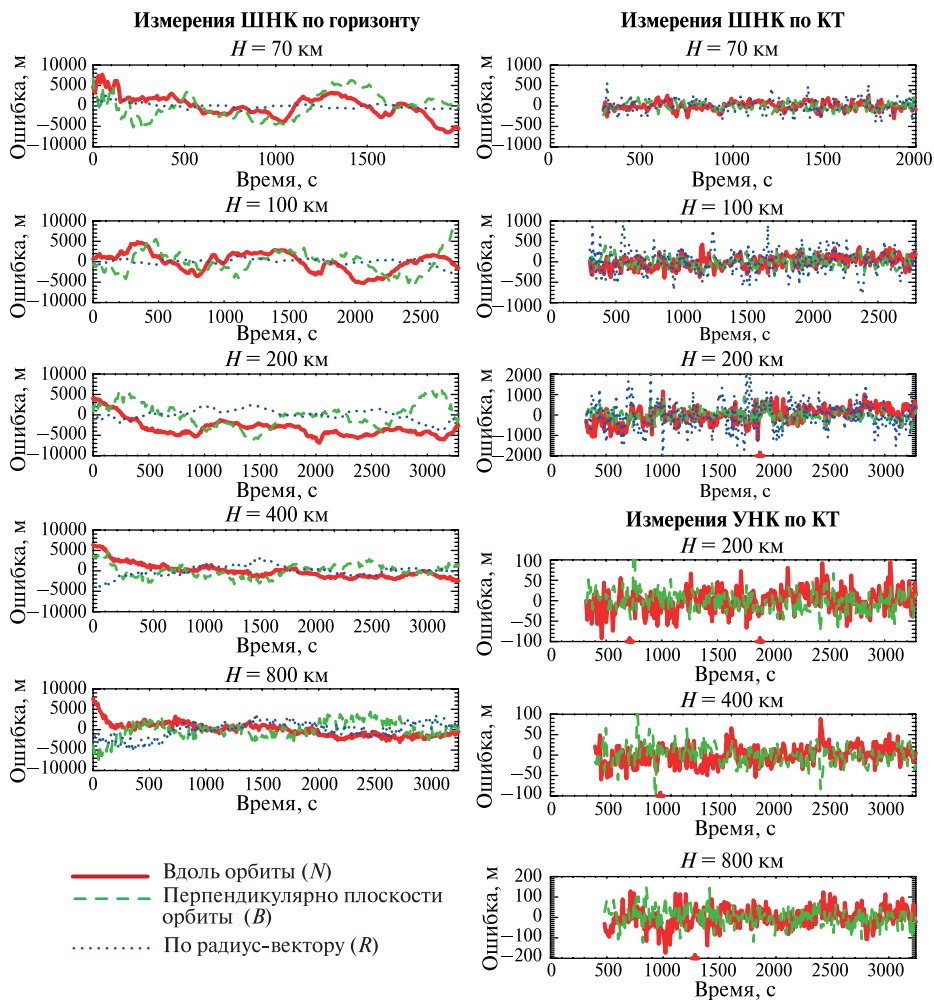 Измерения ШНК по горизонту
H = 70 км
Ошибка, м
10000
5000
0
−5000
−10000
0 500 1000 1500
Время, с
H = 100 км
Ошибка, м
10000
5000
0
−5000
−10000
0 500 1000 1500 2000 2500
Время, с
H = 200 км
Ошибка, м
10000
5000
0
−5000
−10000
0 500 1000 1500 2000 2500 3000
Время, с
H = 400 км
Ошибка, м
10000
5000
0
−5000
−10000
0 500 1000 1500 2000 2500 3000
Время, с
H = 800 км
Ошибка, м
10000
5000
0
−5000
−10000
0 500 1000 1500 2000 2500 3000
Время, с
Вдоль орбиты (N)
Перпендикулярно плоскости
орбиты (B)
По радиус-вектору (R)
Измерения ШНК по КТ
H = 70 км
Ошибка, м
1000
500
0
−500
−1000
0 500 1000 1500 2000
Время, с
H = 100 км
Ошибка, м
1000
500
0
−500
−1000
0 500 1000 1500 2000 2500
Время, с
H = 200 км
Ошибка, м
2000
1000
0
−1000
−2000
0 500 1000 1500 2000 2500 3000
Время, с
Измерения УНК по КТ
H = 200 км
Ошибка, м
100
50
0
−50
−100
0 500 1000 1500 2000 2500 3000
Время, с
H = 400 км
Ошибка, м
100
50
0
−50
−100
0 500 1000 1500 2000 2500 3000
Время, с
H = 800 км
Ошибка, м
200
100
0
−100
−200
0 500 1000 1500 2000 2500 3000
Время, с